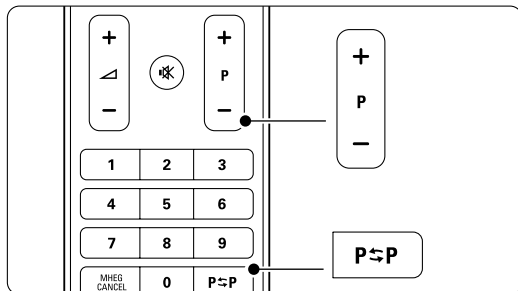 + + +
P P
− − −
1 2 3
4 5 6
7 8 9
MHEG
CANCEL 0 P⇆P P⇆P